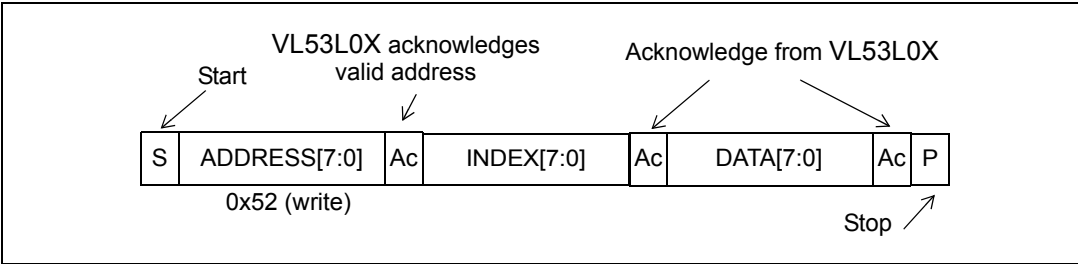 VL53L0X acknowledges
valid address
Acknowledge from VL53L0X
Start
S ADDRESS[7:0] Ac INDEX[7:0] Ac DATA[7:0] Ac P
0x52 (write)
Stop